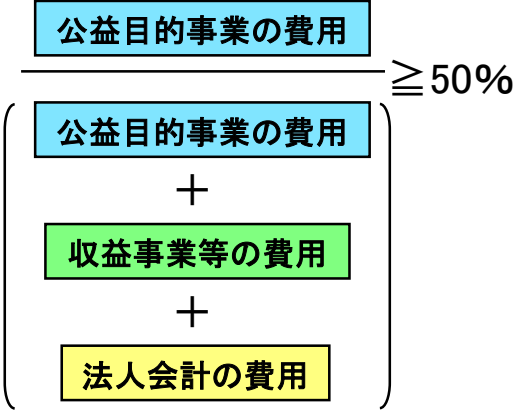 公益目的事業の費用
≧50%
公益目的事業の費用
+
収益事業等の費用
+
法人会計の費用